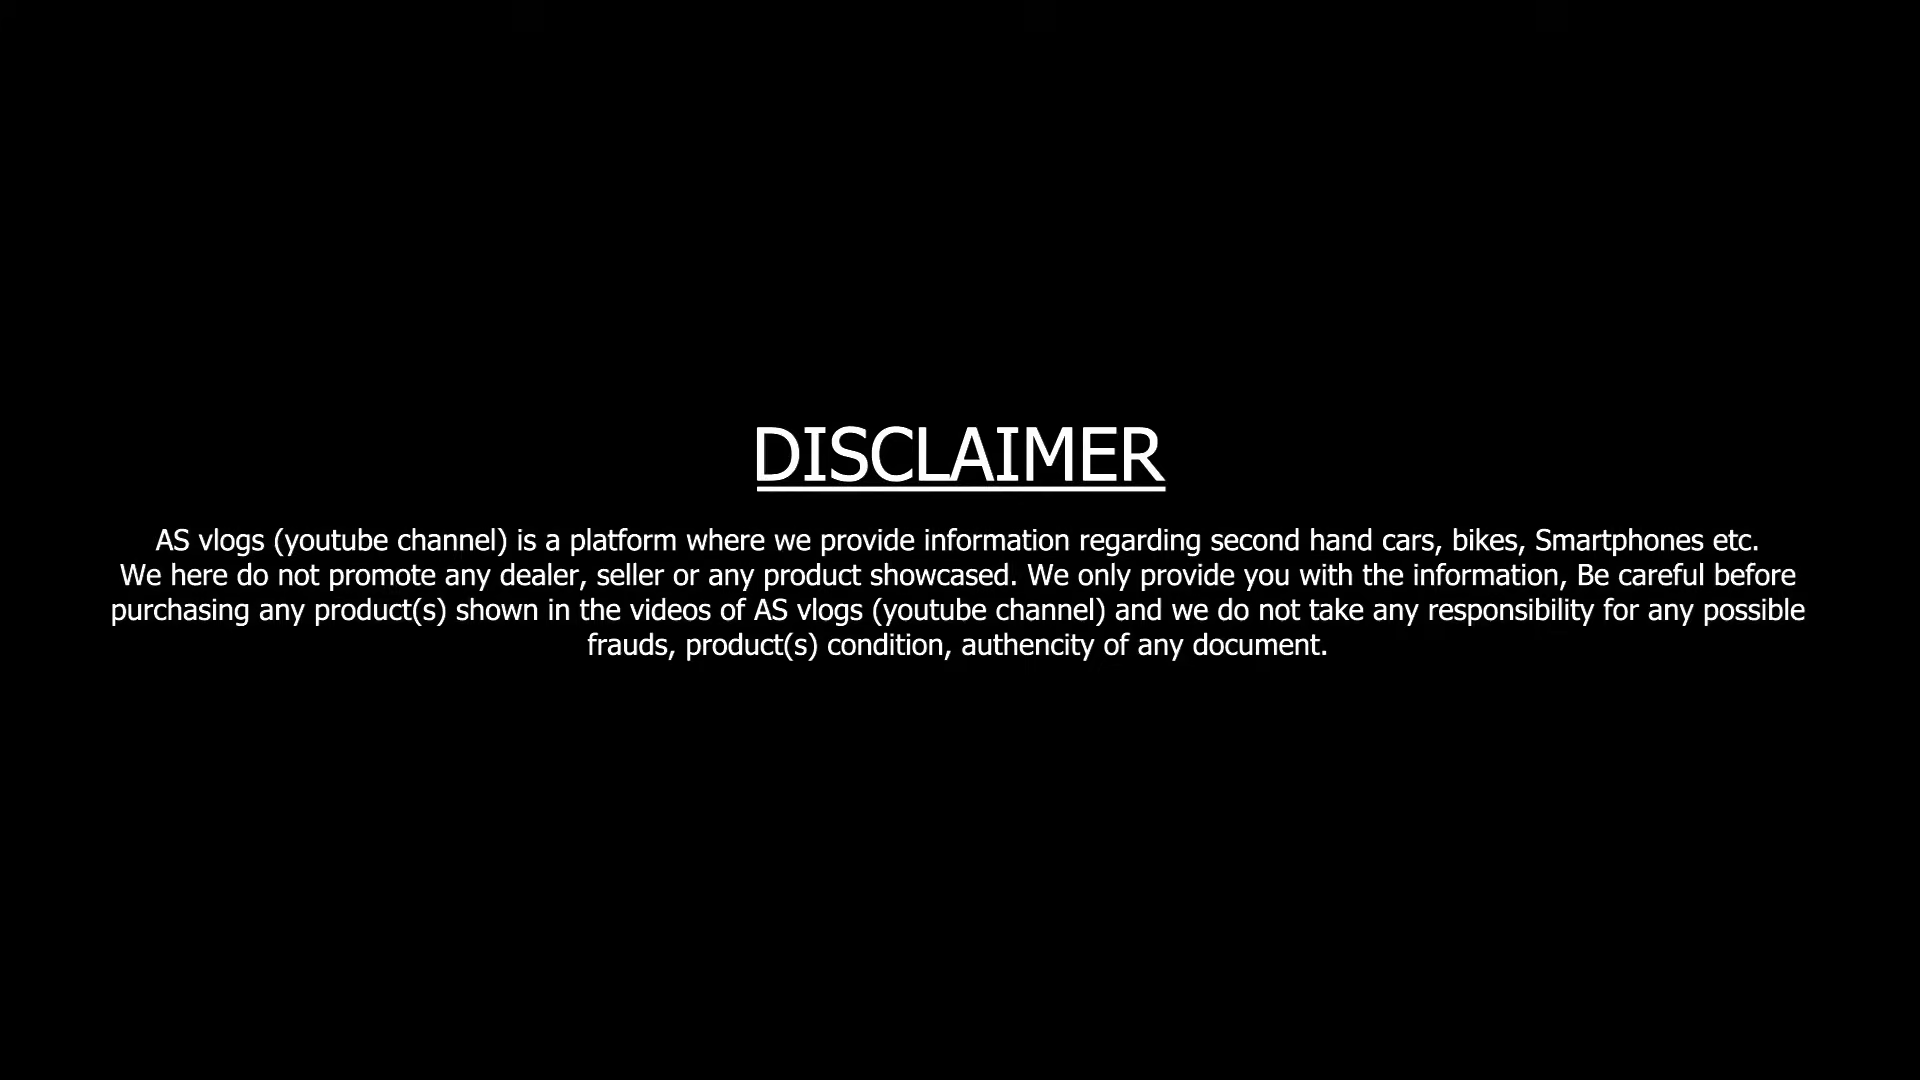 DISCLAIMER
AS vlogs (youtube channel) is a platform where we provide information regarding second hand cars, bikes, Smartphones etc.
We here do not promote any dealer, seller or any product showcased. We only provide you with the information, Be careful before
purchasing any product(s) shown in the videos of AS vlogs (youtube channel) and we do not take any responsibility for any possible
frauds, product(s) condition, authencity of any document.